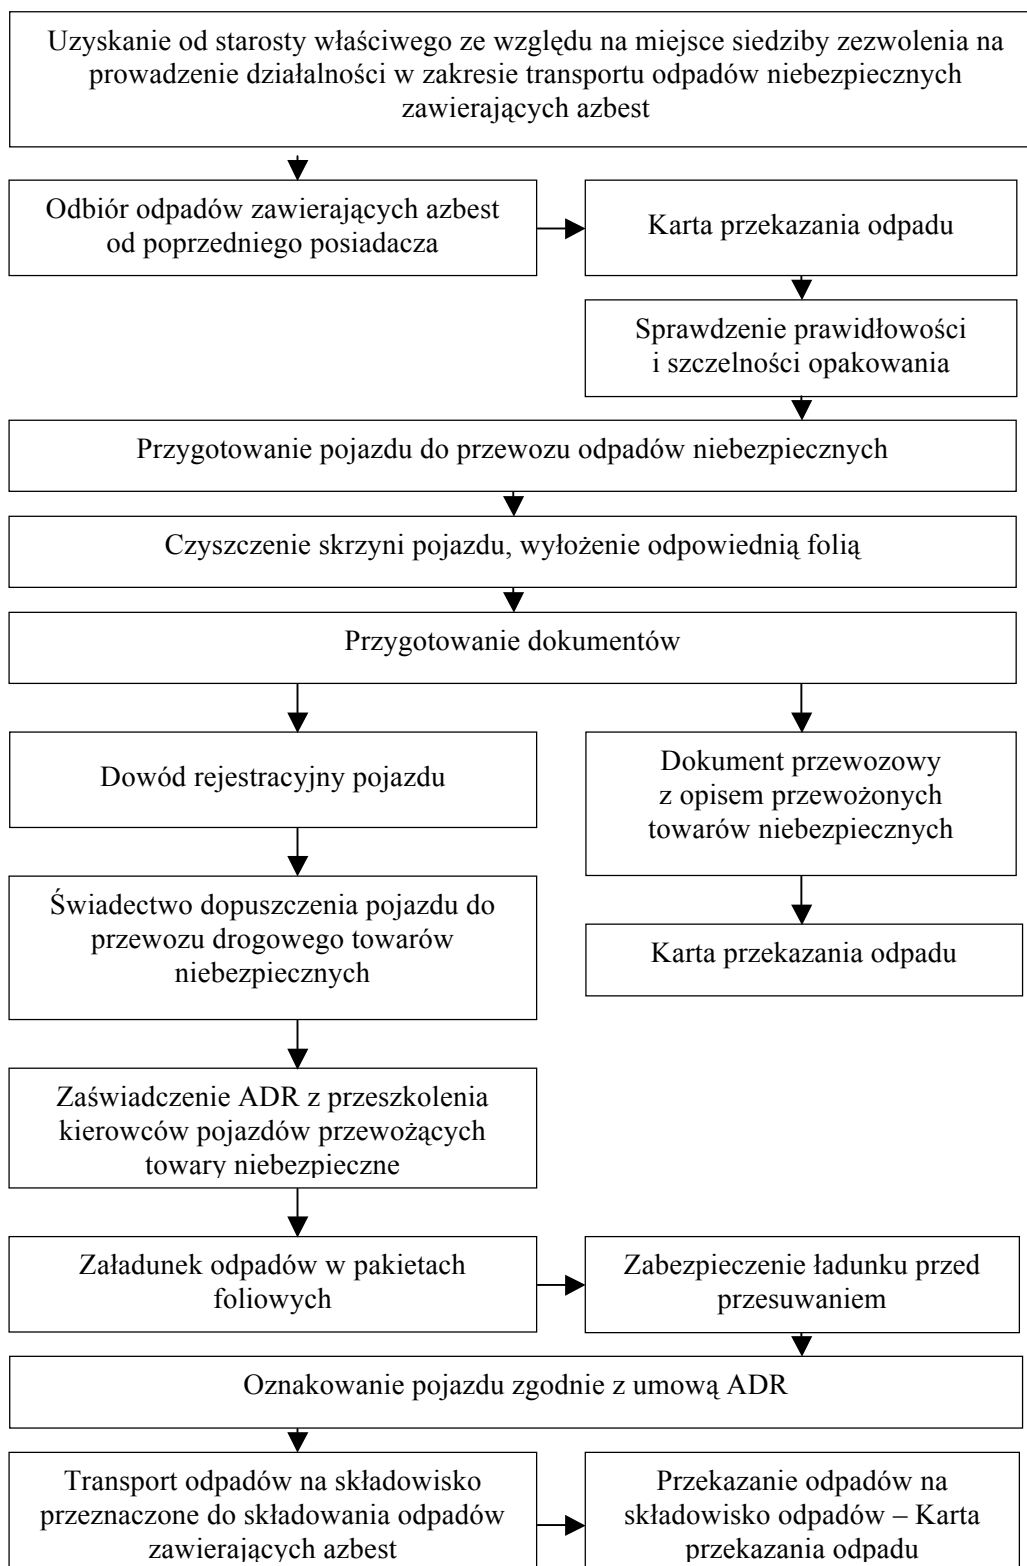 Uzyskanie od starosty właściwego ze względu na miejsce siedziby zezwolenia na
prowadzenie działalności w zakresie transportu odpadów niebezpiecznych
zawierających azbest
Odbiór odpadów zawierających azbest
od poprzedniego posiadacza
Karta przekazania odpadu
Sprawdzenie prawidłowości
i szczelności opakowania
Przygotowanie pojazdu do przewozu odpadów niebezpiecznych
Czyszczenie skrzyni pojazdu, wyłożenie odpowiednią folią
Przygotowanie dokumentów
Dowód rejestracyjny pojazdu
Dokument przewozowy
z opisem przewożonych
towarów niebezpiecznych
Świadectwo dopuszczenia pojazdu do
przewozu drogowego towarów
niebezpiecznych
Karta przekazania odpadu
Zaświadczenie ADR z przeszkolenia
kierowców pojazdów przewożących
towary niebezpieczne
Załadunek odpadów w pakietach
foliowych
Zabezpieczenie ładunku przed
przesuwaniem
Oznakowanie pojazdu zgodnie z umową ADR
Transport odpadów na składowisko
przeznaczone do składowania odpadów
zawierających azbest
Przekazanie odpadów na
składowisko odpadów – Karta
przekazania odpadu